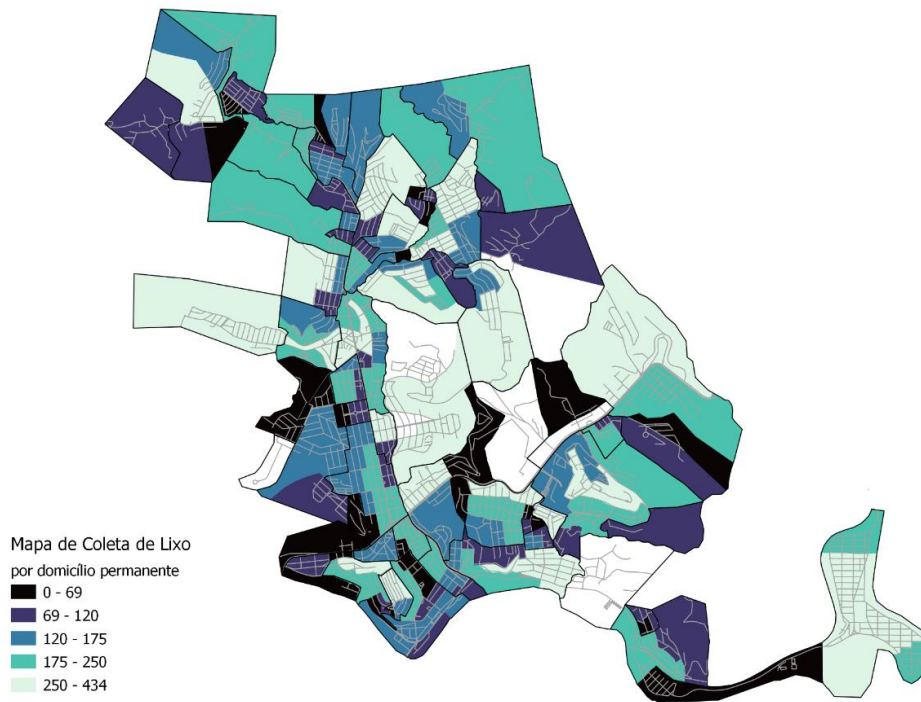 Mapa de Coleta de Lixo
por domicílio permanente
0 - 69
69 - 120
120 - 175
175 - 250
250 - 434